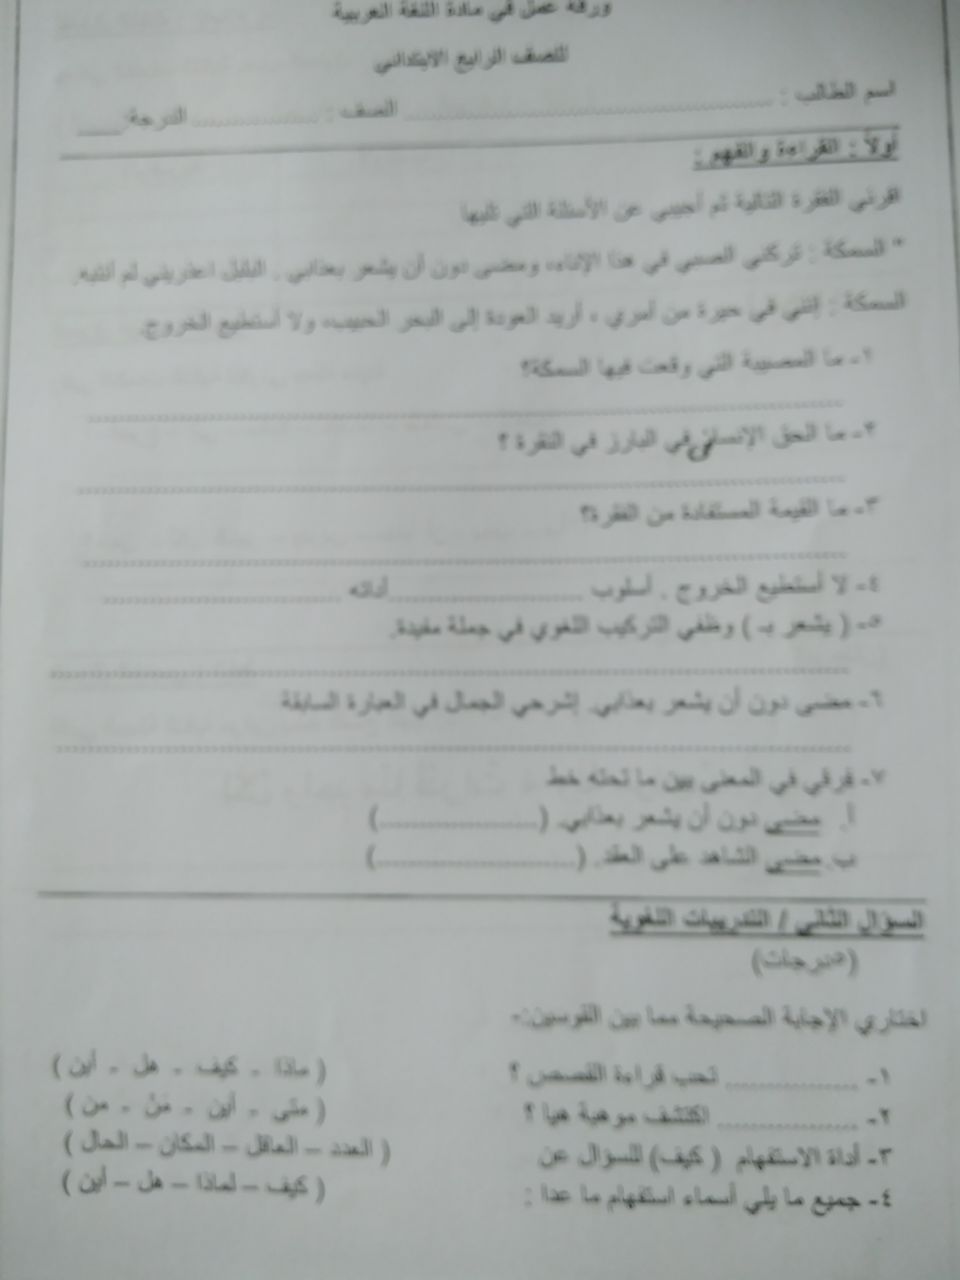 ورقة عمل في مادة اللغة العربية
للصف الرابع الابتدائي
اسم الطالب : ........................ الصف : ............ الدرجة: ____
أولاً : القراءة والفهم :
اقرئي الفقرة التالية ثم أجيبي عن الأسئلة التي تليها
* السمكة : تركني الصبي في هذا الإناء، ومضى دون أن يشعر بعذابي . البلبل اعذريني لم أنتبه.
السمكة : إنني في حيرة من أمري ، أريد العودة إلى البحر الحبيب، ولا أستطيع الخروج.
١- ما المصيبة التي وقعت فيها السمكة؟
٢- ما الحق الإنساني في البارز في الفقرة ؟
٣- ما القيمة المستفادة من الفقرة؟
٤- لا أستطيع الخروج . أسلوب ........................ أداته ........................
٥- ( يشعر بـ ) وظفي التركيب اللغوي في جملة مفيدة.
٦- مضى دون أن يشعر بعذابي. إشرحي الجمال في العبارة السابقة
٧- فرقي في المعنى بين ما تحته خط
أ. مضى دون أن يشعر بعذابي. (....................)
ب. مضى الشاهد على العقد. (........................)
السؤال الثاني / التدريبات اللغوية
(٥درجات)
اختاري الإجابة الصحيحة مما بين القوسين:-
١- ................ تحب قراءة القصص ؟ ( ماذا - كيف - هل - أين )
٢- ................ اكتشف موهبة هيا ؟ ( متى - أين - مَنْ - من )
٣- أداة الاستفهام ( كيف) للسؤال عن ( العدد – العاقل – المكان – الحال )
٤- جميع ما يلي أسماء استفهام ما عدا : ( كيف – لماذا – هل – أين )